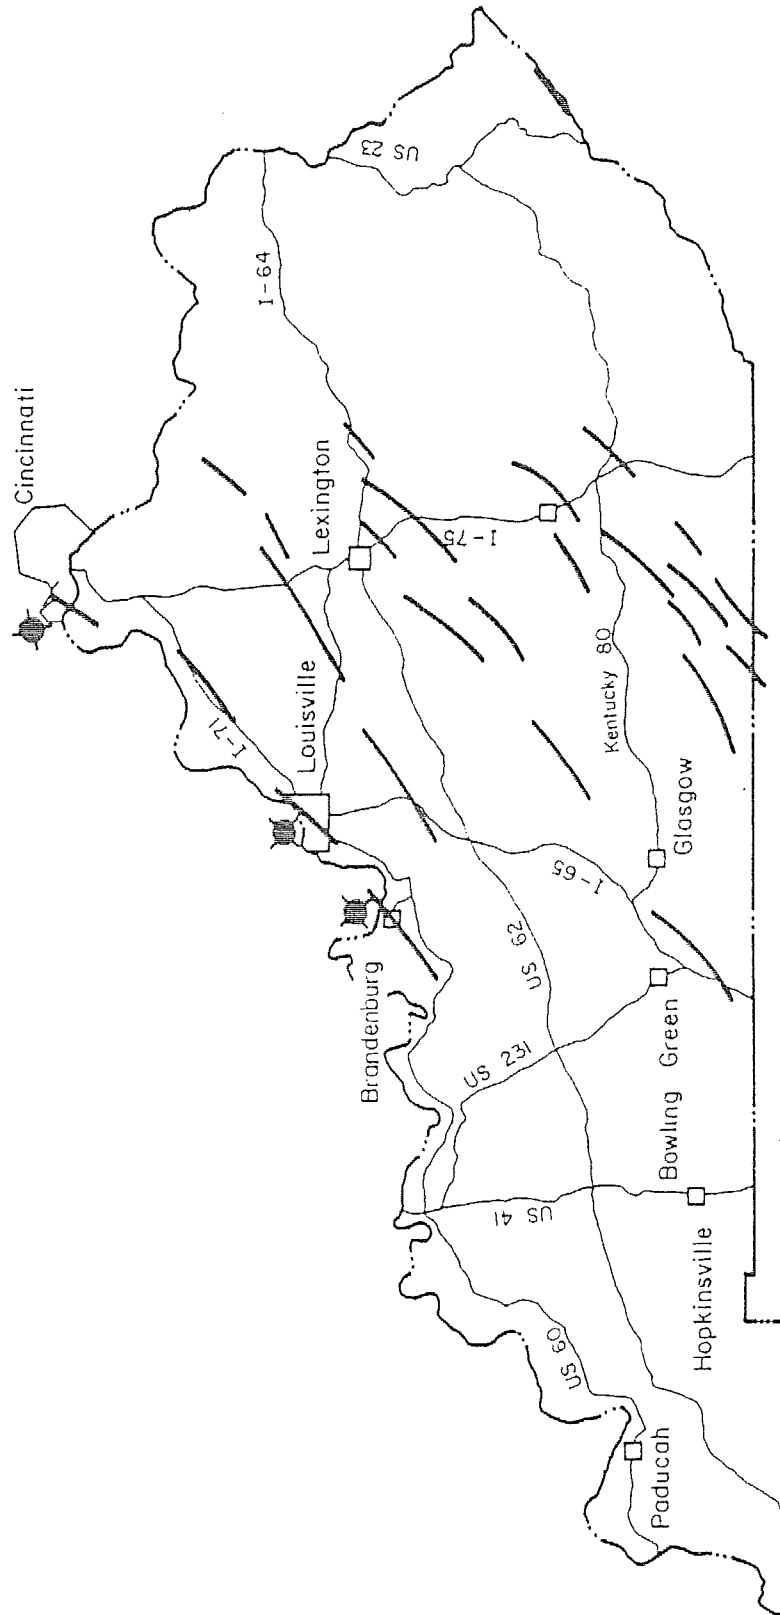 Cincinnati
I-64
US 23
I-71
Louisville
Lexington
I-75
Brandenburg
I-65
Kentucky 80
US 62
US 231
Glasgow
US 41
Bowling Green
US 60
Hopkinsville
Paducah